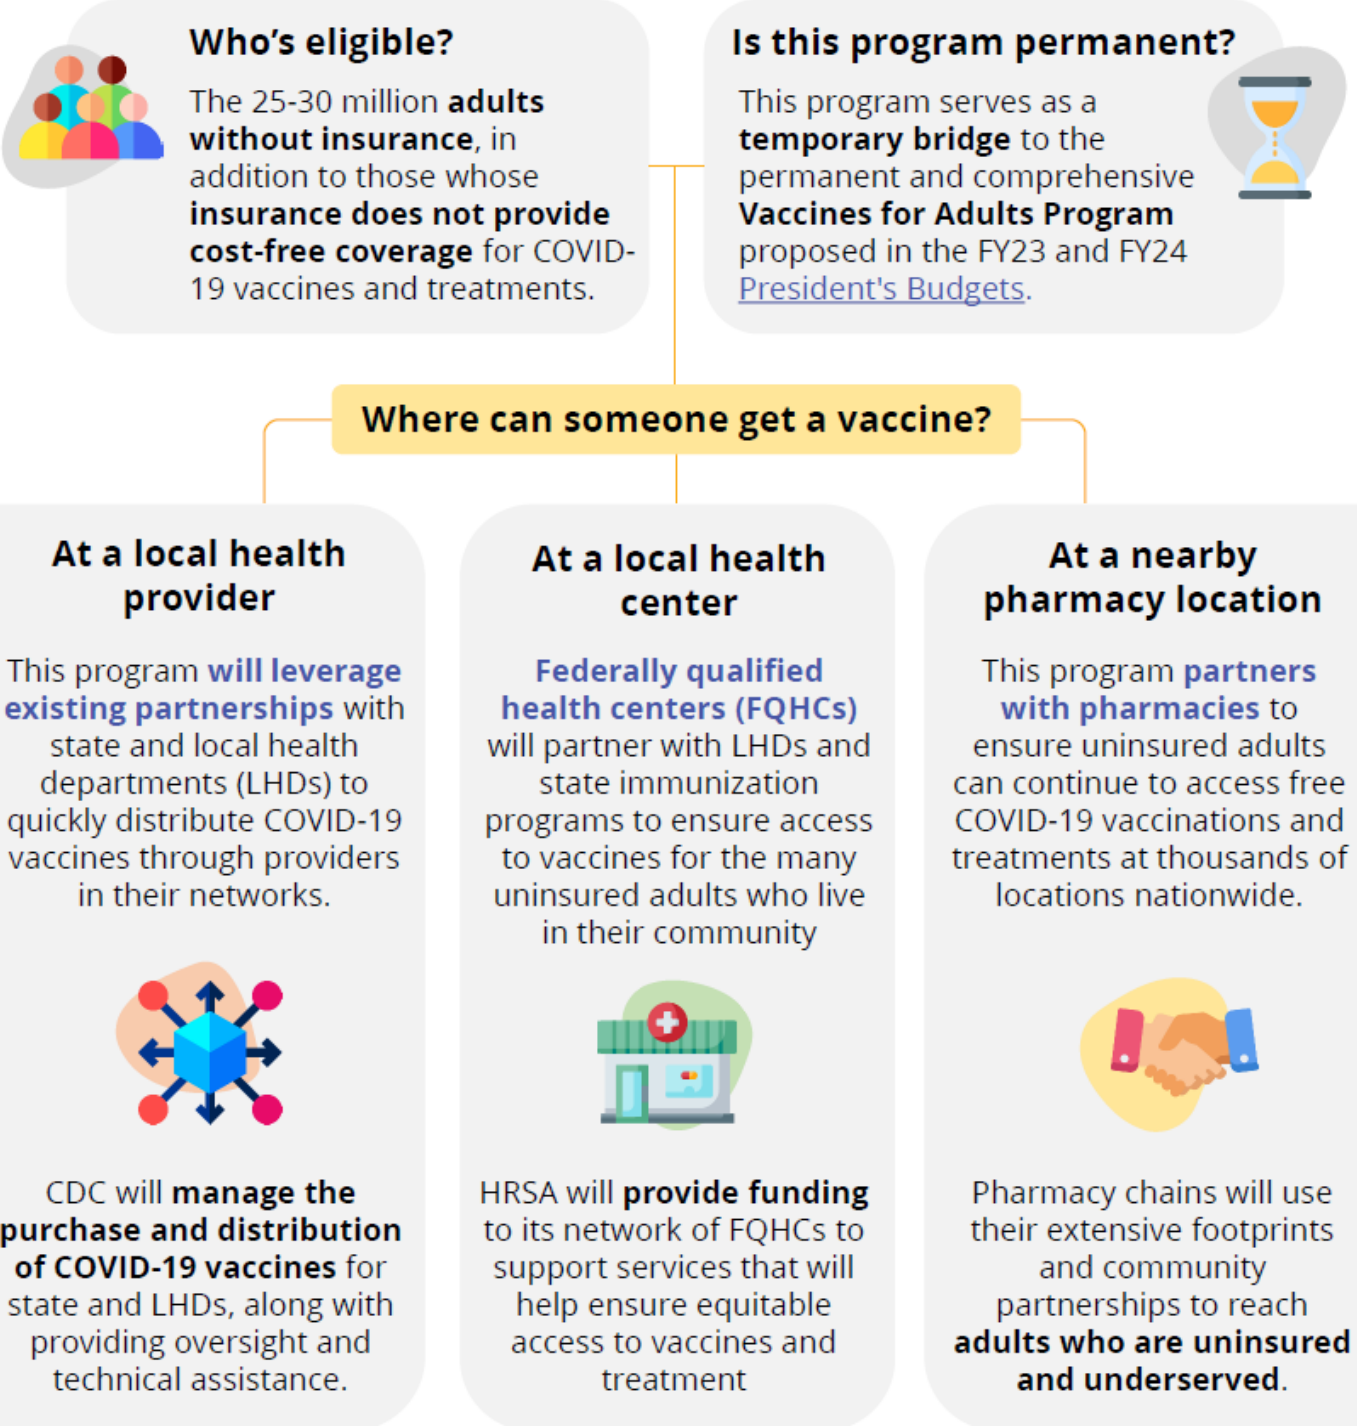 Who's eligible?
The 25-30 million adults
without insurance, in
addition to those whose
insurance does not provide
cost-free coverage for COVID-
19 vaccines and treatments.
Is this program permanent?
This program serves as a
temporary bridge to the
permanent and comprehensive
Vaccines for Adults Program
proposed in the FY23 and FY24
President's Budgets.
Where can someone get a vaccine?
At a local health
provider
This program will leverage
existing partnerships with
state and local health
departments (LHDs) to
quickly distribute COVID-19
vaccines through providers
in their networks.
CDC will manage the
purchase and distribution
of COVID-19 vaccines for
state and LHDs, along with
providing oversight and
technical assistance.
At a local health
center
Federally qualified
health centers (FQHCs)
will partner with LHDs and
state immunization
programs to ensure access
to vaccines for the many
uninsured adults who live
in their community
HRSA will provide funding
to its network of FQHCs to
support services that will
help ensure equitable
access to vaccines and
treatment
At a nearby
pharmacy location
This program partners
with pharmacies to
ensure uninsured adults
can continue to access free
COVID-19 vaccinations and
treatments at thousands of
locations nationwide.
Pharmacy chains will use
their extensive footprints
and community
partnerships to reach
adults who are uninsured
and underserved.